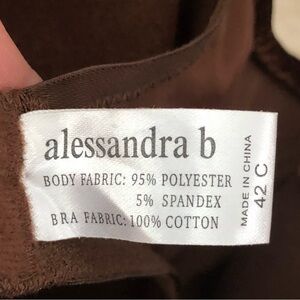 alessandra b
BODY FABRIC: 95% POLYESTER
5% SPANDEX
BRA FABRIC: 100% COTTON
MADE IN CHINA
42 C